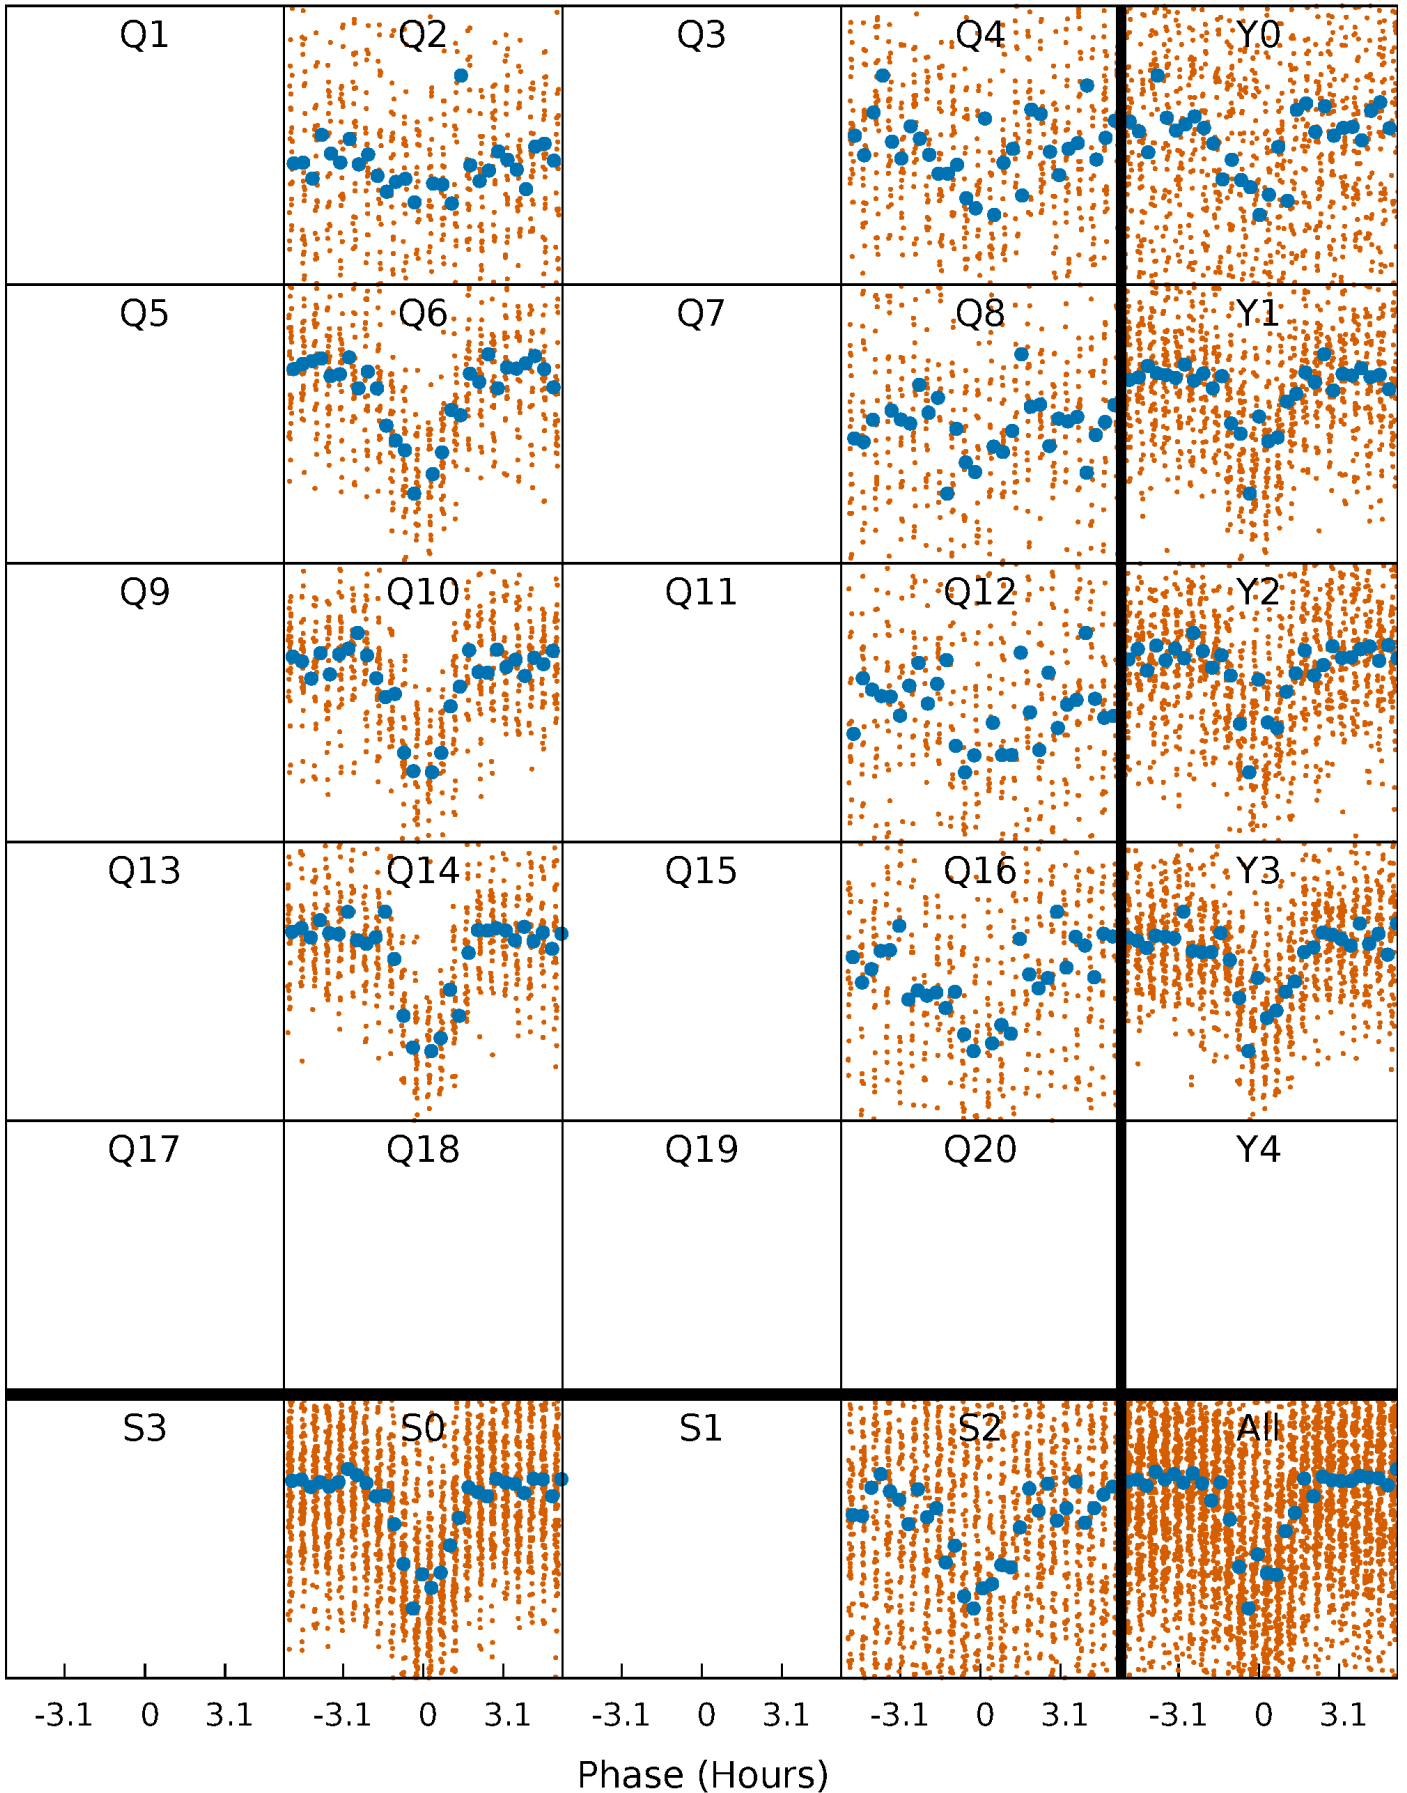 Q1 Q2 Q3 Q4 Y0
Q5 Q6 Q7 Q8 Y1
Q9 Q10 Q11 Q12 Y2
Q13 Q14 Q15 Q16 Y3
Q17 Q18 Q19 Q20 Y4
S3 S0 S1 S2 All
-3.1 0 3.1 -3.1 0 3.1 -3.1 0 3.1 -3.1 0 3.1 -3.1 0 3.1
Phase (Hours)